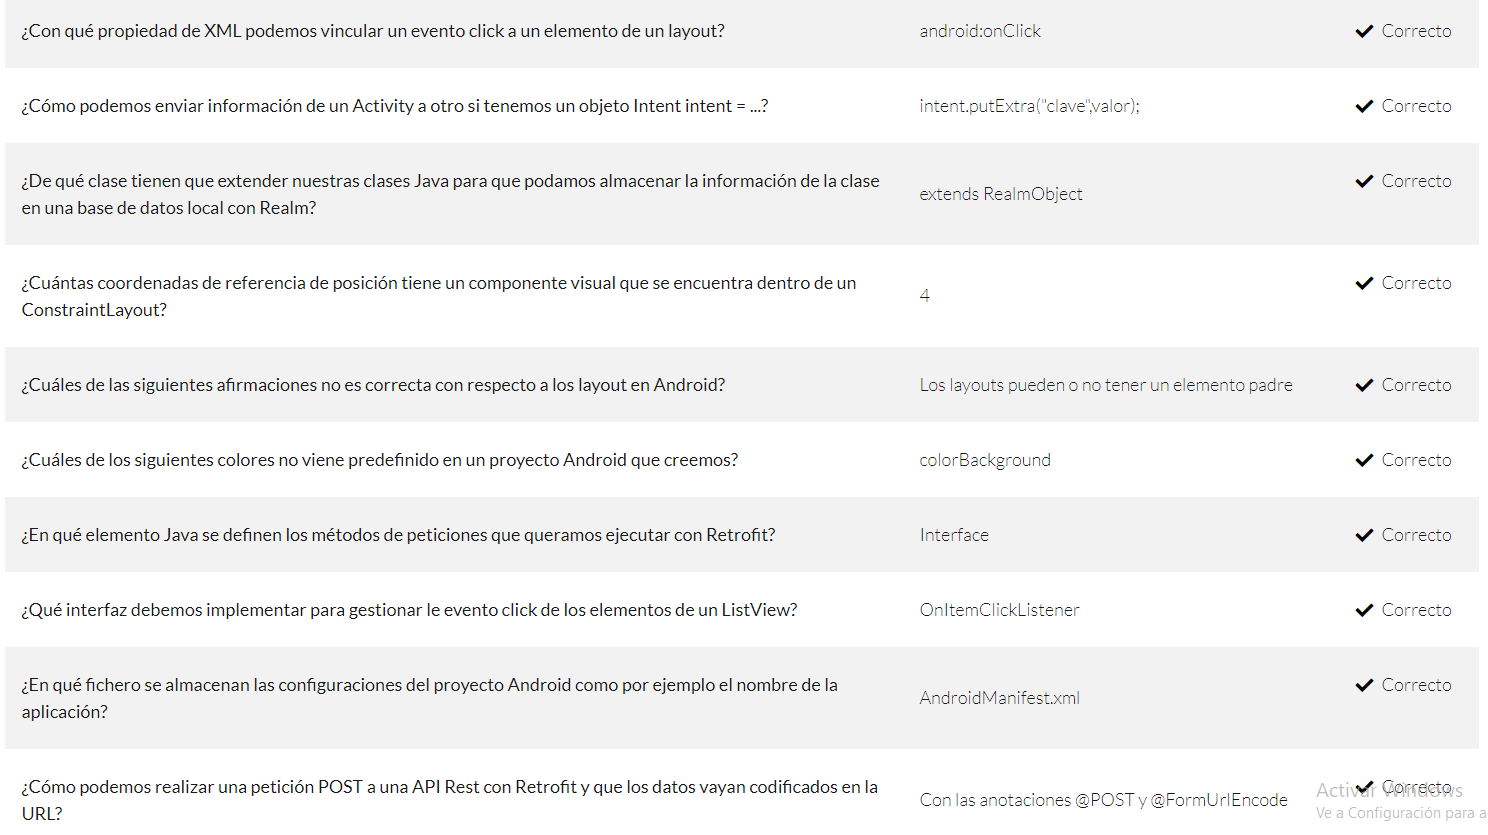 ¿Con qué propiedad de XML podemos vincular un evento click a un elemento de un layout? android:onClick Correcto
¿Cómo podemos enviar información de un Activity a otro si tenemos un objeto Intent intent = ...? intent.putExtra("clave",valor); Correcto
¿De qué clase tienen que extender nuestras clases Java para que podamos almacenar la información de la clase
en una base de datos local con Realm?
extends RealmObject
Correcto
¿Cuántas coordenadas de referencia de posición tiene un componente visual que se encuentra dentro de un
ConstraintLayout?
4
Correcto
¿Cuáles de las siguientes afirmaciones no es correcta con respecto a los layout en Android? Los layouts pueden o no tener un elemento padre Correcto
¿Cuáles de los siguientes colores no viene predefinido en un proyecto Android que creemos? colorBackground Correcto
¿En qué elemento Java se definen los métodos de peticiones que queramos ejecutar con Retrofit? Interface Correcto
¿Qué interfaz debemos implementar para gestionar le evento click de los elementos de un ListView? OnItemClickListener Correcto
¿En qué fichero se almacenan las configuraciones del proyecto Android como por ejemplo el nombre de la
aplicación?
AndroidManifest.xml
Correcto
¿Cómo podemos realizar una petición POST a una API Rest con Retrofit y que los datos vayan codificados en la
URL?
Con las anotaciones @POST y @FormUrlEncode
Correcto
Activar Windows
Ve a Configuración para a